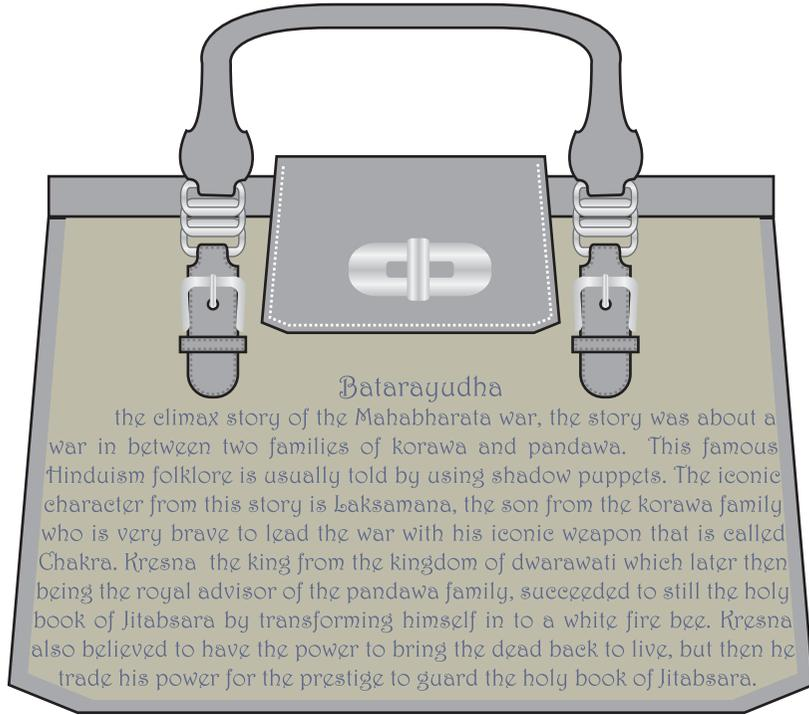 Batarayudha
the climax story of the Mahabharata war, the story was about a
war in between two families of korawa and pandawa. This famous
Hinduism folklore is usually told by using shadow puppets. The iconic
character from this story is Laksamana, the son from the korawa family
who is very brave to lead the war with his iconic weapon that is called
Chakra. Kresna the king from the kingdom of dwarawati which later then
being the royal advisor of the pandawa family, succeeded to still the holy
book of Jitabsara by transforming himself in to a white fire bee. Kresna
also believed to have the power to bring the dead back to live, but then he
trade his power for the prestige to guard the holy book of Jitabsara.